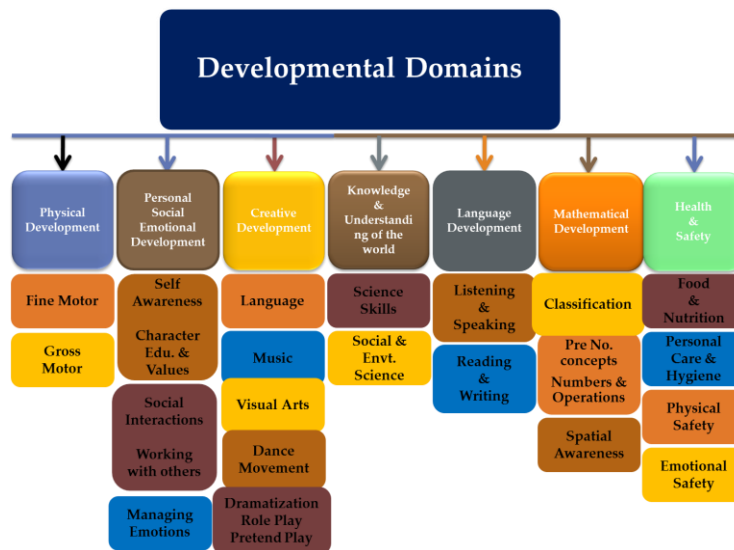 Developmental Domains
Physical
Development
Personal
Social
Emotional
Development
Creative
Development
Knowledge
&
Understandi
ng of the
world
Language
Development
Mathematical
Development
Health
&
Safety
Fine Motor
Gross
Motor
Self
Awareness
Character
Edu. &
Values
Social
Interactions
Working
with others
Managing
Emotions
Language
Music
Visual Arts
Dance
Movement
Dramatization
Role Play
Pretend Play
Science
Skills
Social &
Envt.
Science
Listening
&
Speaking
Reading
&
Writing
Classification
Pre No.
concepts
Numbers &
Operations
Spatial
Awareness
Food
&
Nutrition
Personal
Care &
Hygiene
Physical
Safety
Emotional
Safety